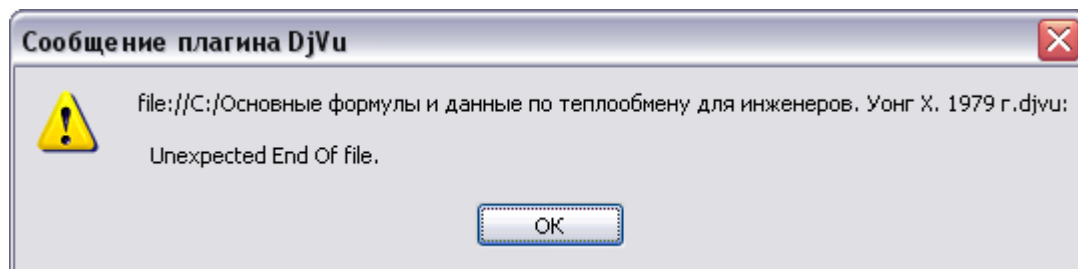 Сообщение плагина DjVu
file://C:/Основные формулы и данные по теплообмену для инженеров. Уонг Х. 1979 г.djvu:
Unexpected End Of file.
OK